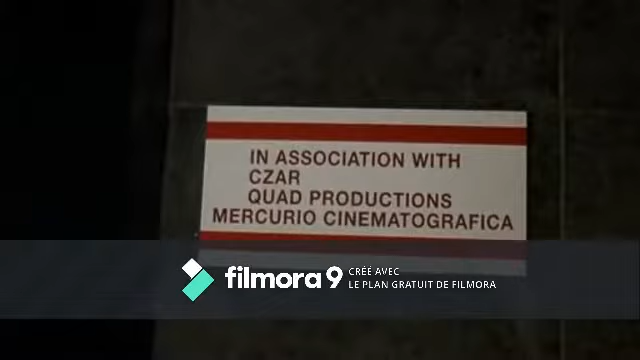 IN ASSOCIATION WITH
CZAR
QUAD PRODUCTIONS
MERCURIO CINEMATOGRAFICA
filmora 9
CRÉÉ AVEC
LE PLAN GRATUIT DE FILMORA